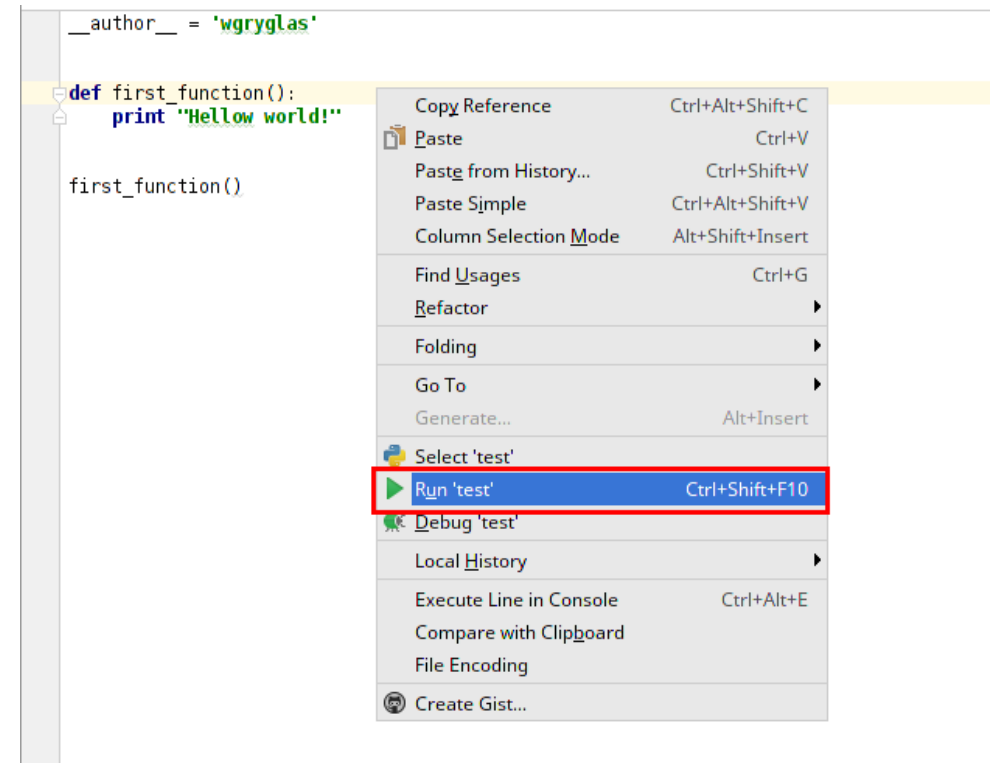 __author__ = 'wgryglas'
def first_function():
print "Hellow world!"
first_function()
Copy Reference Ctrl+Alt+Shift+C
Paste Ctrl+V
Paste from History... Ctrl+Shift+V
Paste Simple Ctrl+Alt+Shift+V
Column Selection Mode Alt+Shift+Insert
Find Usages Ctrl+G
Refactor
Folding
Go To
Generate... Alt+Insert
Select 'test'
Run 'test' Ctrl+Shift+F10
Debug 'test'
Local History
Execute Line in Console Ctrl+Alt+E
Compare with Clipboard
File Encoding
Create Gist...